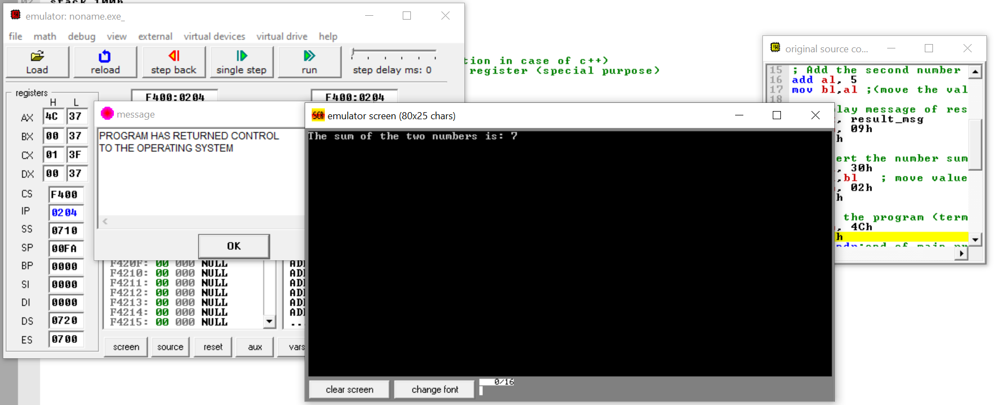 stack 100h
emulator: noname.exe_
file math debug view external virtual devices virtual drive help
Load reload step back single step run step delay ms: 0
tion in case of c++)
register (special purpose)
registers
H L
F400:0204 F400:0204
AX 4C 37
BX 00 37
CX 01 3F
DX 00 37
CS F400
IP 0204
SS 0710
SP 00FA
BP 0000
SI 0000
DI 0000
DS 0720
ES 0700
message
PROGRAM HAS RETURNED CONTROL
TO THE OPERATING SYSTEM
OK
F420F: 00 000 NULL
F4210: 00 000 NULL
F4211: 00 000 NULL
F4212: 00 000 NULL
F4213: 00 000 NULL
F4214: 00 000 NULL
F4215: 00 000 NULL
...
screen source reset aux vars
SCR emulator screen (80x25 chars)
The sum of the two numbers is: 7
clear screen change font 0/16
original source co...
15 ; Add the second number
16 add al, 5
17 mov bl,al ;(move the val
18
lay message of res
, result_msg
, 09h
h
ert the number sum
, 30h
,bl ; move value
, 02h
h
the program (term
, 4Ch
h